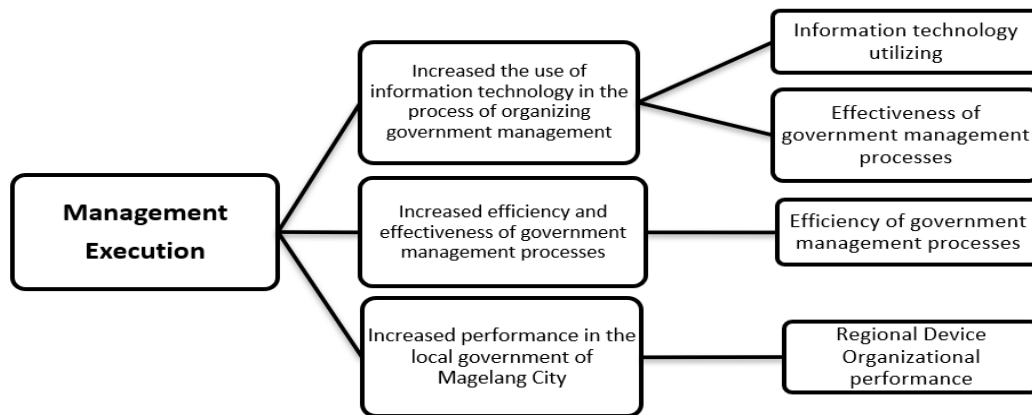 Management
Execution
Increased the use of
information technology in the
process of organizing
government management
Increased efficiency and
effectiveness of government
management processes
Increased performance in the
local government of
Magelang City
Information technology
utilizing
Effectiveness of
government management
processes
Efficiency of government
management processes
Regional Device
Organizational
performance